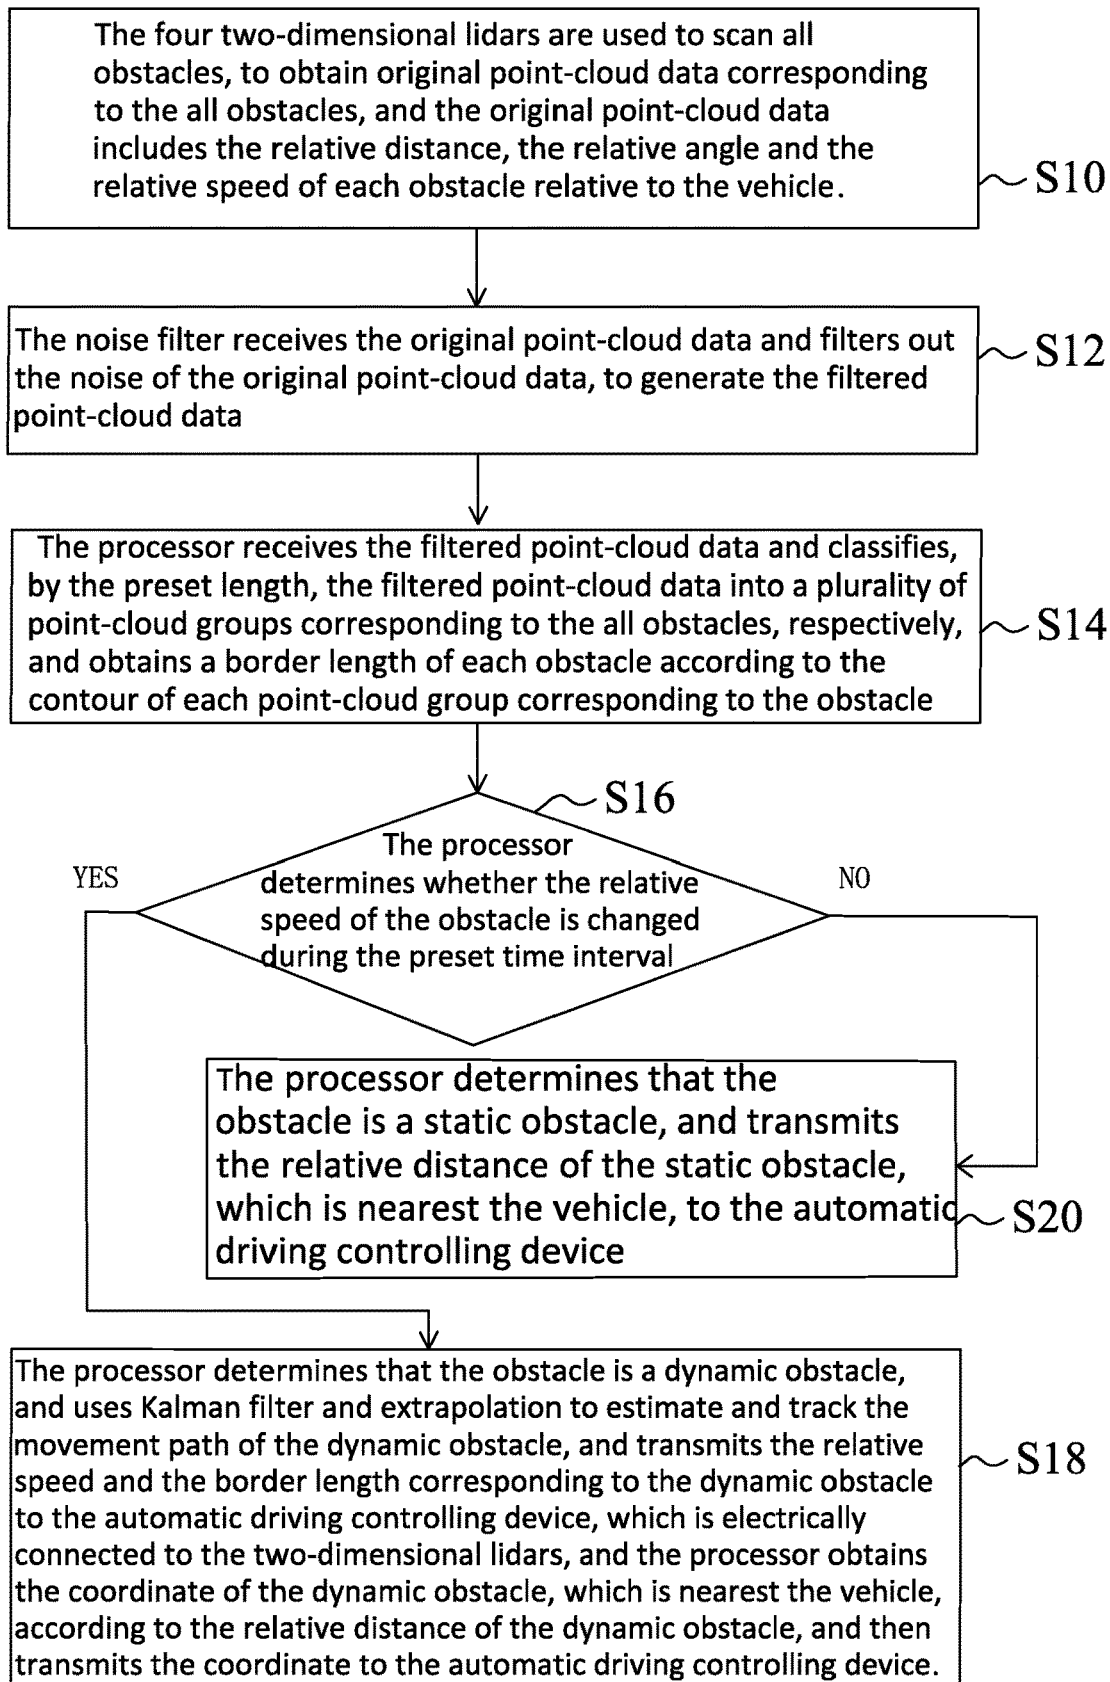 The four two-dimensional lidars are used to scan all
obstacles, to obtain original point-cloud data corresponding
to the all obstacles, and the original point-cloud data
includes the relative distance, the relative angle and the
relative speed of each obstacle relative to the vehicle.
S10
The noise filter receives the original point-cloud data and filters out
the noise of the original point-cloud data, to generate the filtered
point-cloud data
S12
The processor receives the filtered point-cloud data and classifies,
by the preset length, the filtered point-cloud data into a plurality of
point-cloud groups corresponding to the all obstacles, respectively,
and obtains a border length of each obstacle according to the
contour of each point-cloud group corresponding to the obstacle
S14
S16
The processor
determines whether the relative
speed of the obstacle is changed
during the preset time interval
YES
NO
The processor determines that the
obstacle is a static obstacle, and transmits
the relative distance of the static obstacle,
which is nearest the vehicle, to the automatic
driving controlling device
S20
The processor determines that the obstacle is a dynamic obstacle,
and uses Kalman filter and extrapolation to estimate and track the
movement path of the dynamic obstacle, and transmits the relative
speed and the border length corresponding to the dynamic obstacle
to the automatic driving controlling device, which is electrically
connected to the two-dimensional lidars, and the processor obtains
the coordinate of the dynamic obstacle, which is nearest the vehicle,
according to the relative distance of the dynamic obstacle, and then
transmits the coordinate to the automatic driving controlling device.
S18